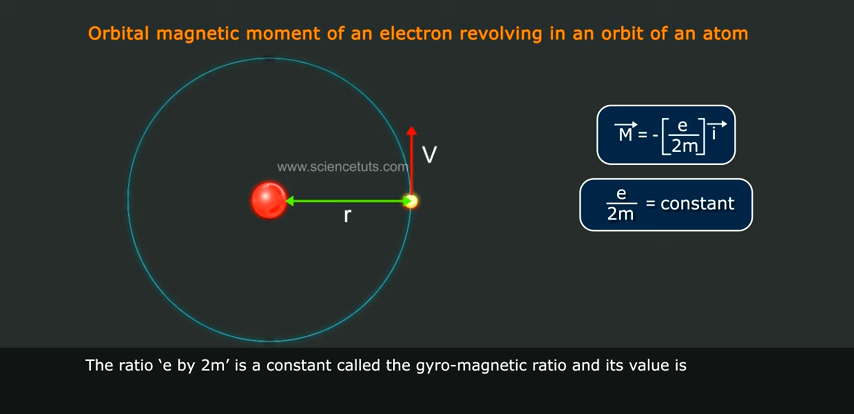 Orbital magnetic moment of an electron revolving in an orbit of an atom
M = - [e/2m] i
e/2m = constant
www.sciencetuts.com
V
r
The ratio ‘e by 2m’ is a constant called the gyro-magnetic ratio and its value is